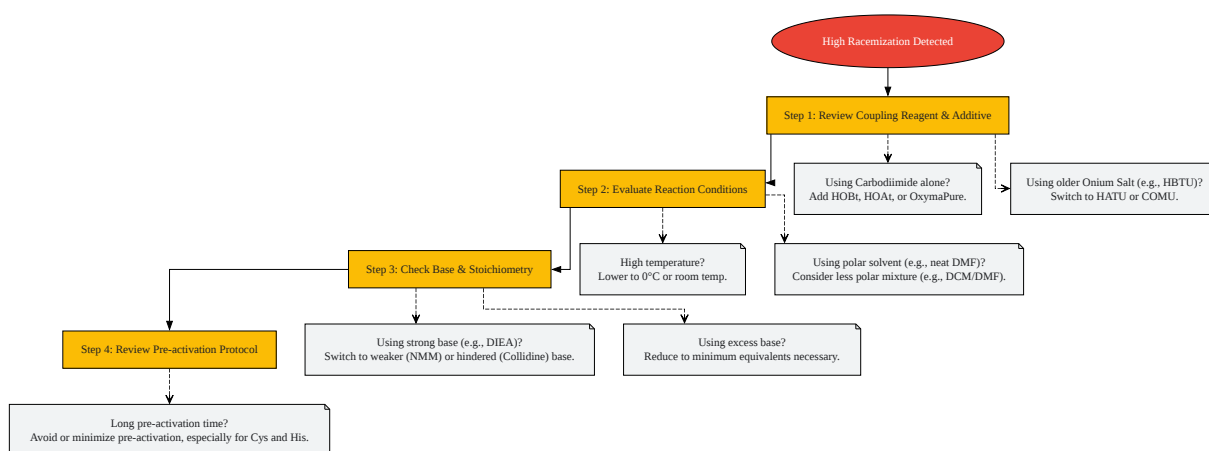 High Racemization Detected
Step 1: Review Coupling Reagent & Additive
Using Carbodiimide alone?
Add HOBt, HOAt, or OxymaPure.
Using older Onium Salt (e.g., HBTU)?
Switch to HATU or COMU.
Step 2: Evaluate Reaction Conditions
High temperature?
Lower to 0°C or room temp.
Using polar solvent (e.g., neat DMF)?
Consider less polar mixture (e.g., DCM/DMF).
Step 3: Check Base & Stoichiometry
Using strong base (e.g., DIEA)?
Switch to weaker (NMM) or hindered (Collidine) base.
Using excess base?
Reduce to minimum equivalents necessary.
Step 4: Review Pre-activation Protocol
Long pre-activation time?
Avoid or minimize pre-activation, especially for Cys and His.